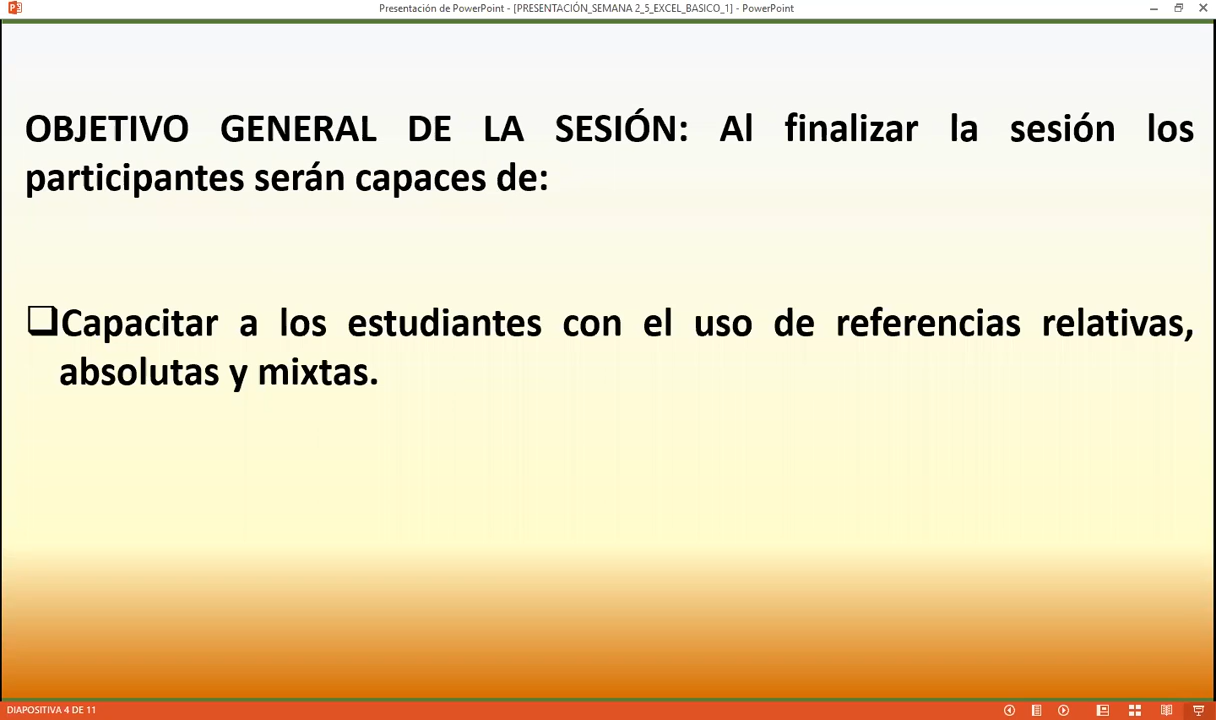 Presentación de PowerPoint - [PRESENTACIÓN_SEMANA 2_5_EXCEL_BASICO_1] - PowerPoint
OBJETIVO GENERAL DE LA SESIÓN: Al finalizar la sesión los
participantes serán capaces de:
Capacitar a los estudiantes con el uso de referencias relativas,
absolutas y mixtas.
DIAPOSITIVA 4 DE 11